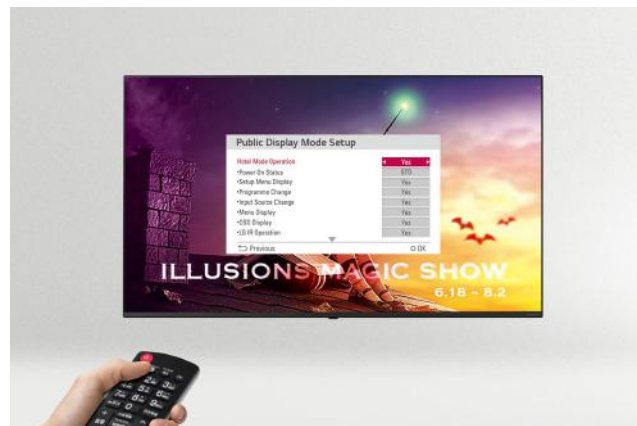 Public Display Mode Setup
Hotel Mode Operation Yes
•Power On Status STD
•Setup Menu Display Yes
•Programme Change Yes
•Input Source Change Yes
•Menu Display Yes
•OSD Display Yes
•LG IR Operation Yes
Previous OK
ILLUSIONS MAGIC SHOW
6.18 ~ 8.2